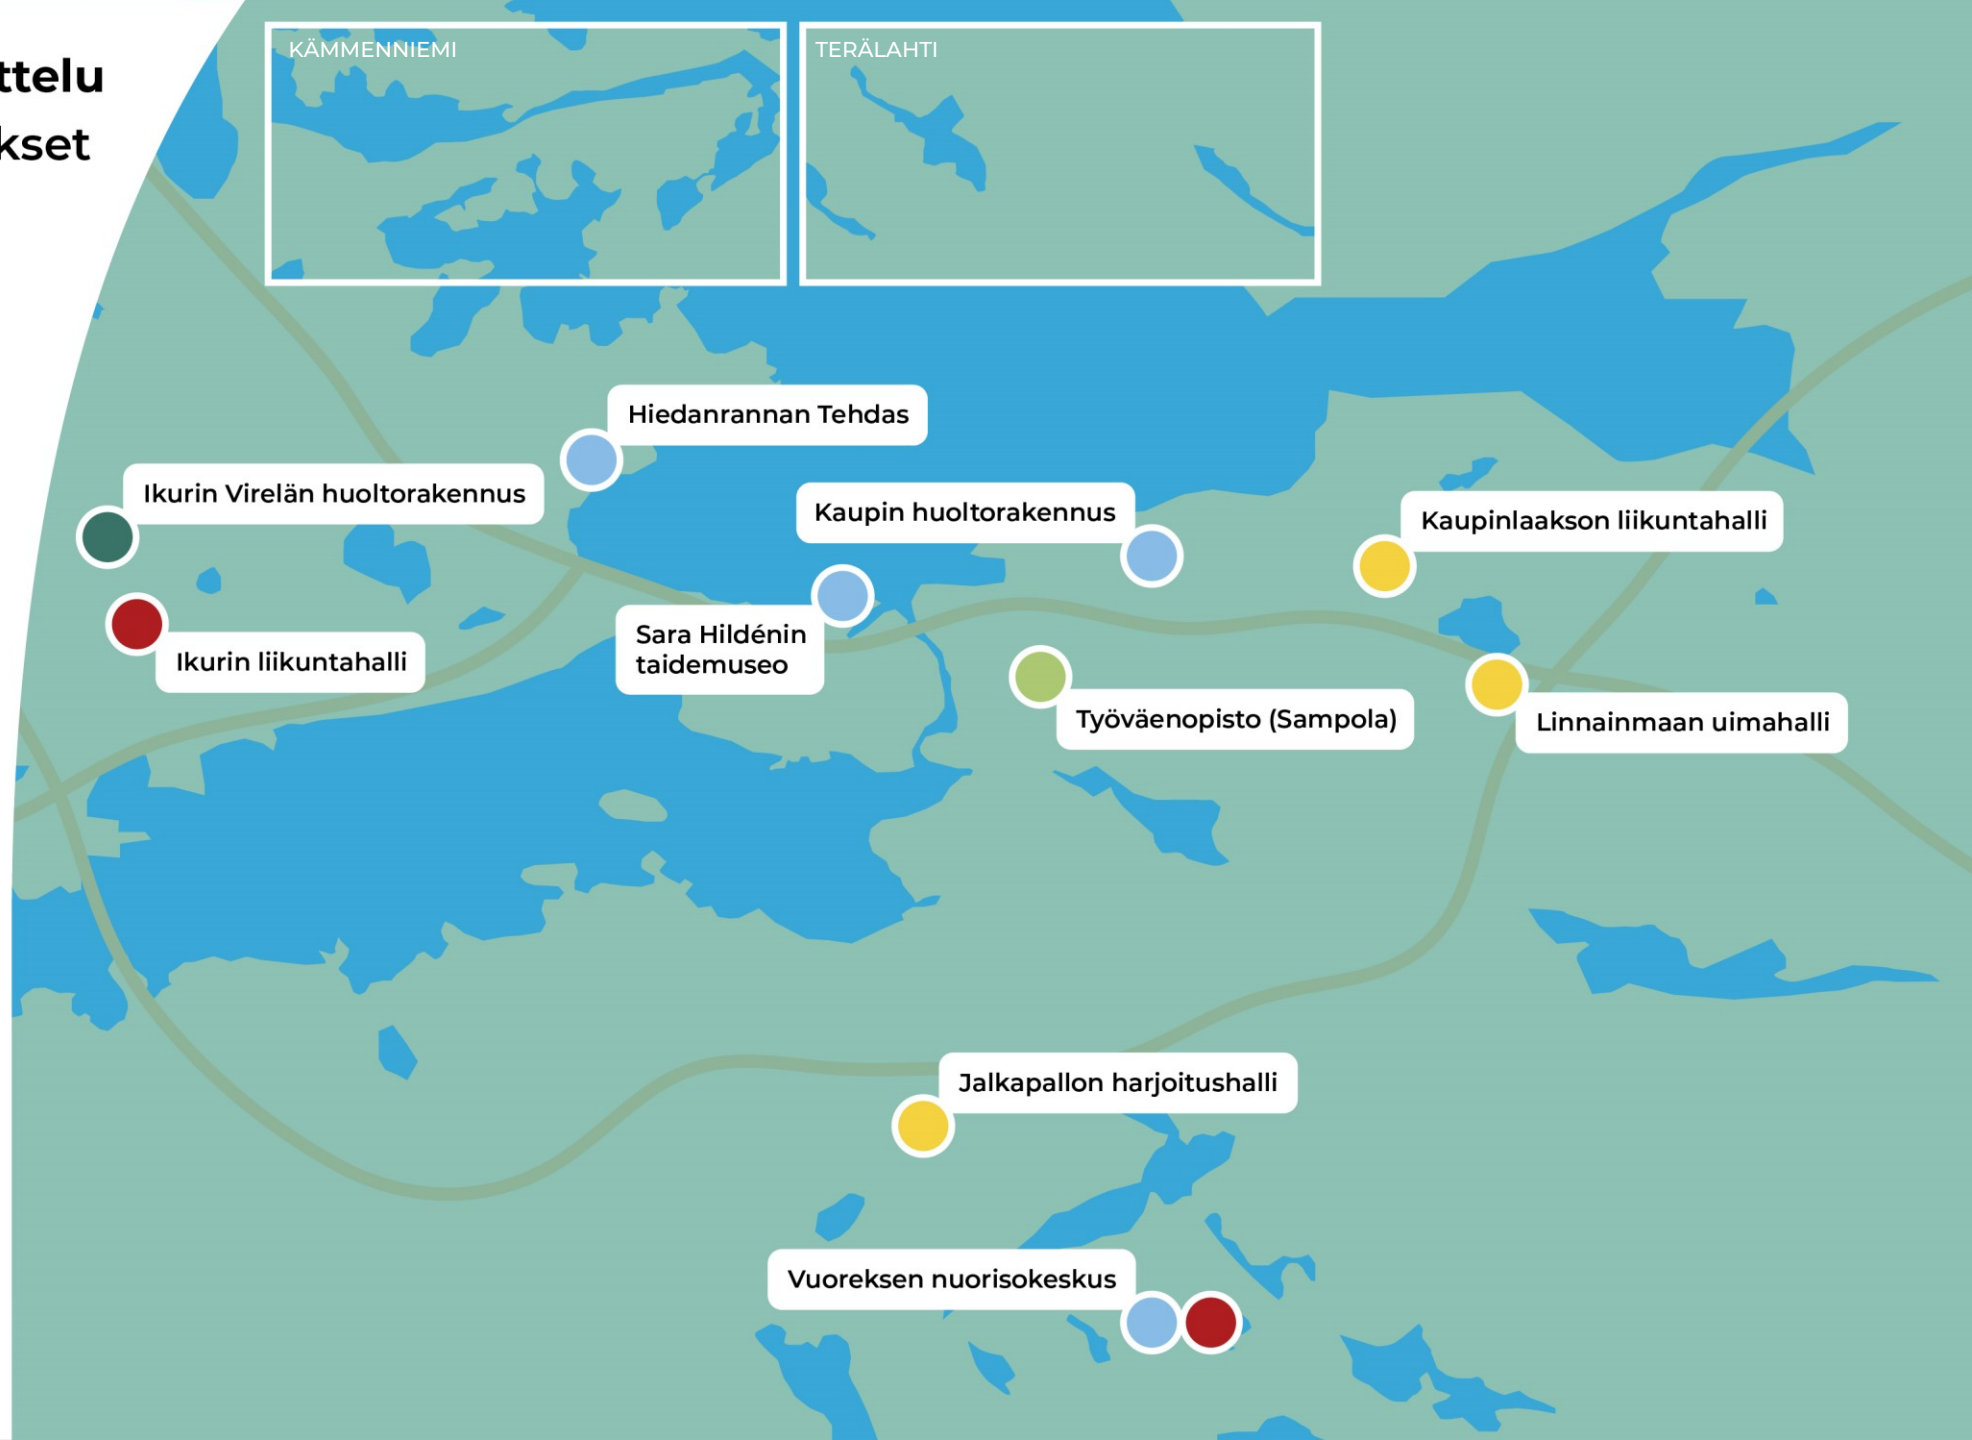 ttelu
kset
KÄMMENNIEMI
TERÄLAHTI
Hiedanrannan Tehdas
Ikurin Virelän huoltorakennus
Kaupin huoltorakennus
Kaupinlaakson liikuntahalli
Sara Hildénin
taidemuseo
Ikurin liikuntahalli
Työväenopisto (Sampola)
Linnainmaan uimahalli
Jalkapallon harjoitushalli
Vuoreksen nuorisokeskus